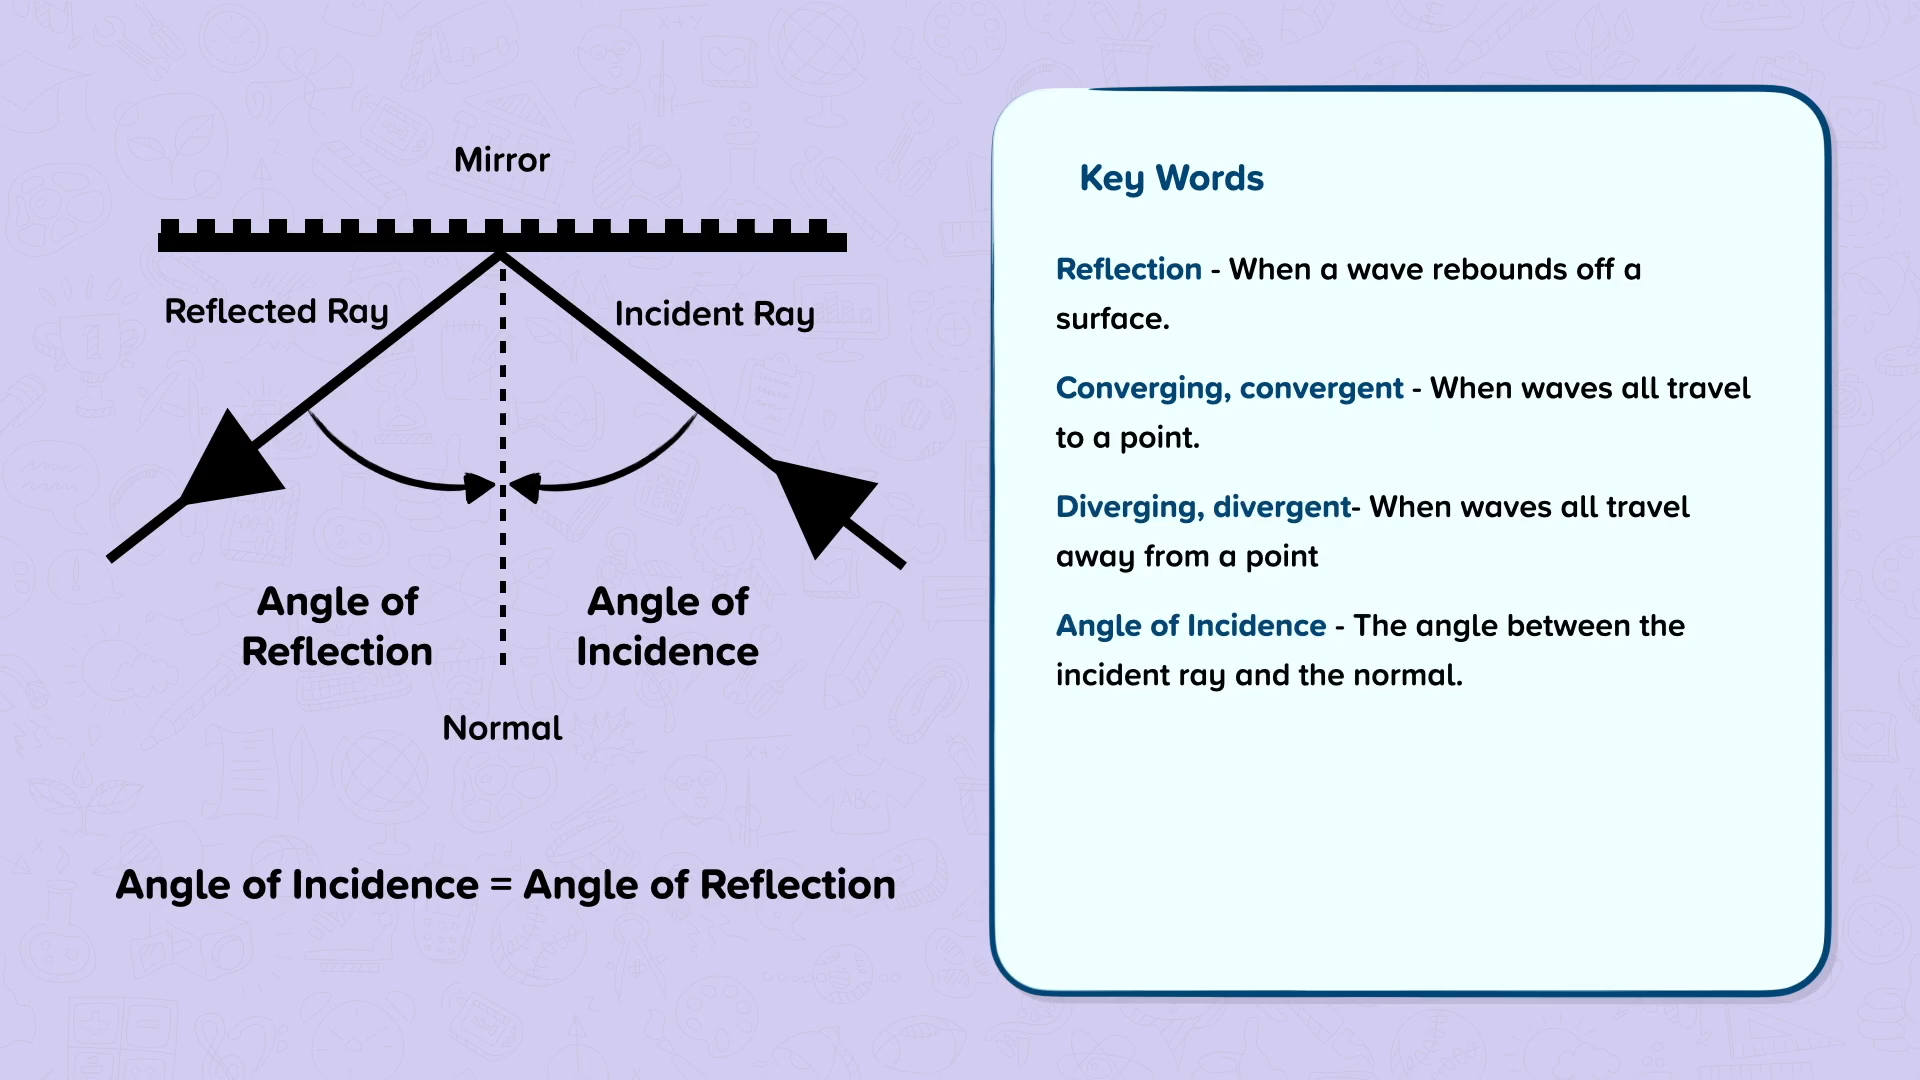 Mirror
Reflected Ray
Incident Ray
Angle of
Reflection
Angle of
Incidence
Normal
Angle of Incidence = Angle of Reflection
Key Words
Reflection - When a wave rebounds off a
surface.
Converging, convergent - When waves all travel
to a point.
Diverging, divergent- When waves all travel
away from a point
Angle of Incidence - The angle between the
incident ray and the normal.